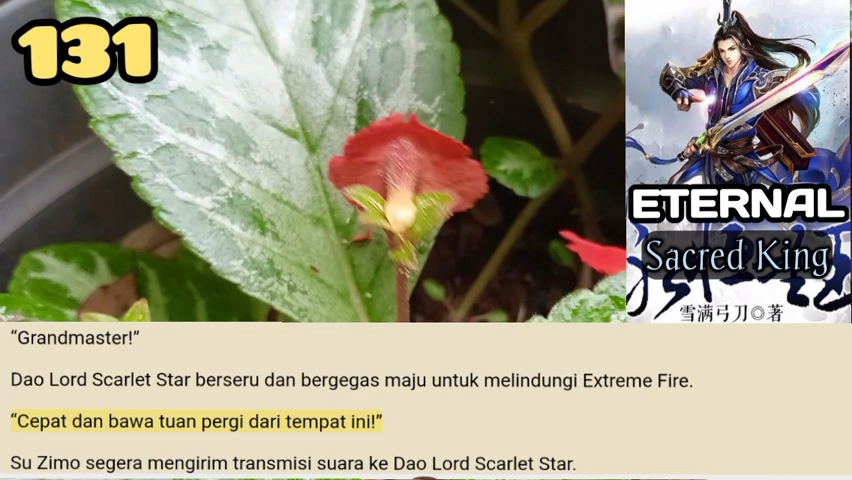 131
ETERNAL
Sacred King
雪满弓刀◎著
“Grandmaster!”
Dao Lord Scarlet Star berseru dan bergegas maju untuk melindungi Extreme Fire.
“Cepat dan bawa tuan pergi dari tempat ini!”
Su Zimo segera mengirim transmisi suara ke Dao Lord Scarlet Star.